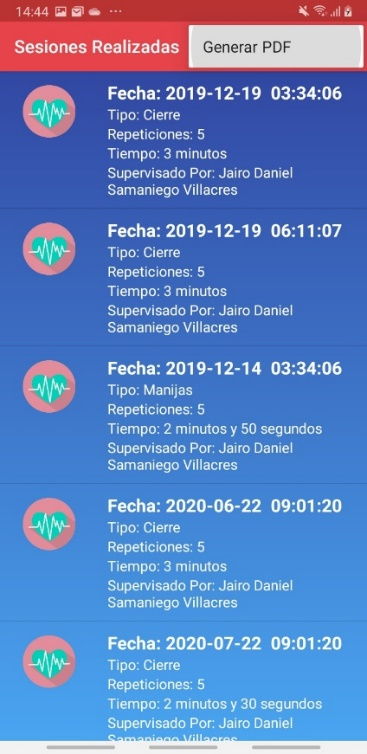 14:44
Sesiones Realizadas
Generar PDF
Fecha: 2019-12-19 03:34:06
Tipo: Cierre
Repeticiones: 5
Tiempo: 3 minutos
Supervisado Por: Jairo Daniel
Samaniego Villacres
Fecha: 2019-12-19 06:11:07
Tipo: Cierre
Repeticiones: 5
Tiempo: 3 minutos
Supervisado Por: Jairo Daniel
Samaniego Villacres
Fecha: 2019-12-14 03:34:06
Tipo: Manijas
Repeticiones: 5
Tiempo: 2 minutos y 50 segundos
Supervisado Por: Jairo Daniel
Samaniego Villacres
Fecha: 2020-06-22 09:01:20
Tipo: Cierre
Repeticiones: 5
Tiempo: 3 minutos
Supervisado Por: Jairo Daniel
Samaniego Villacres
Fecha: 2020-07-22 09:01:20
Tipo: Cierre
Repeticiones: 5
Tiempo: 2 minutos y 30 segundos
Supervisado Por: Jairo Daniel
Samaniego Villacres